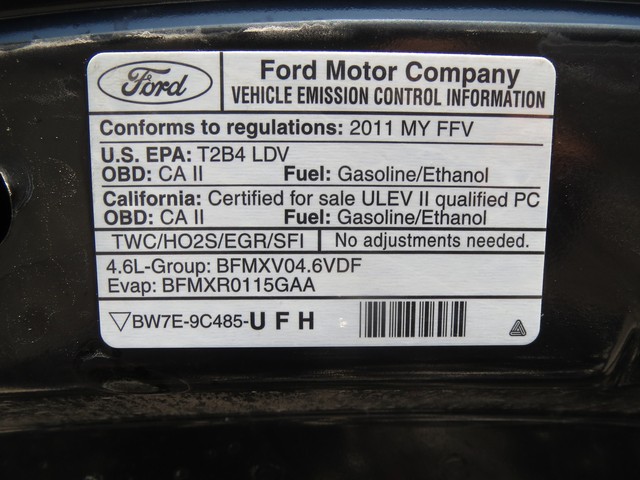 Ford
Ford Motor Company
VEHICLE EMISSION CONTROL INFORMATION
Conforms to regulations: 2011 MY FFV
U.S. EPA: T2B4 LDV
OBD: CA II Fuel: Gasoline/Ethanol
California: Certified for sale ULEV II qualified PC
OBD: CA II Fuel: Gasoline/Ethanol
TWC/HO2S/EGR/SFI No adjustments needed.
4.6L-Group: BFMXV04.6VDF
Evap: BFMXR0115GAA
▽BW7E-9C485-U F H